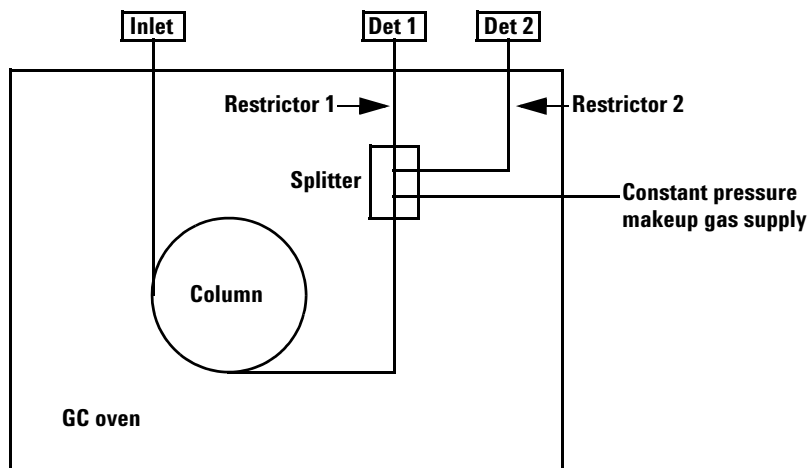 Inlet
Det 1
Det 2
Restrictor 1
Restrictor 2
Splitter
Constant pressure
makeup gas supply
Column
GC oven